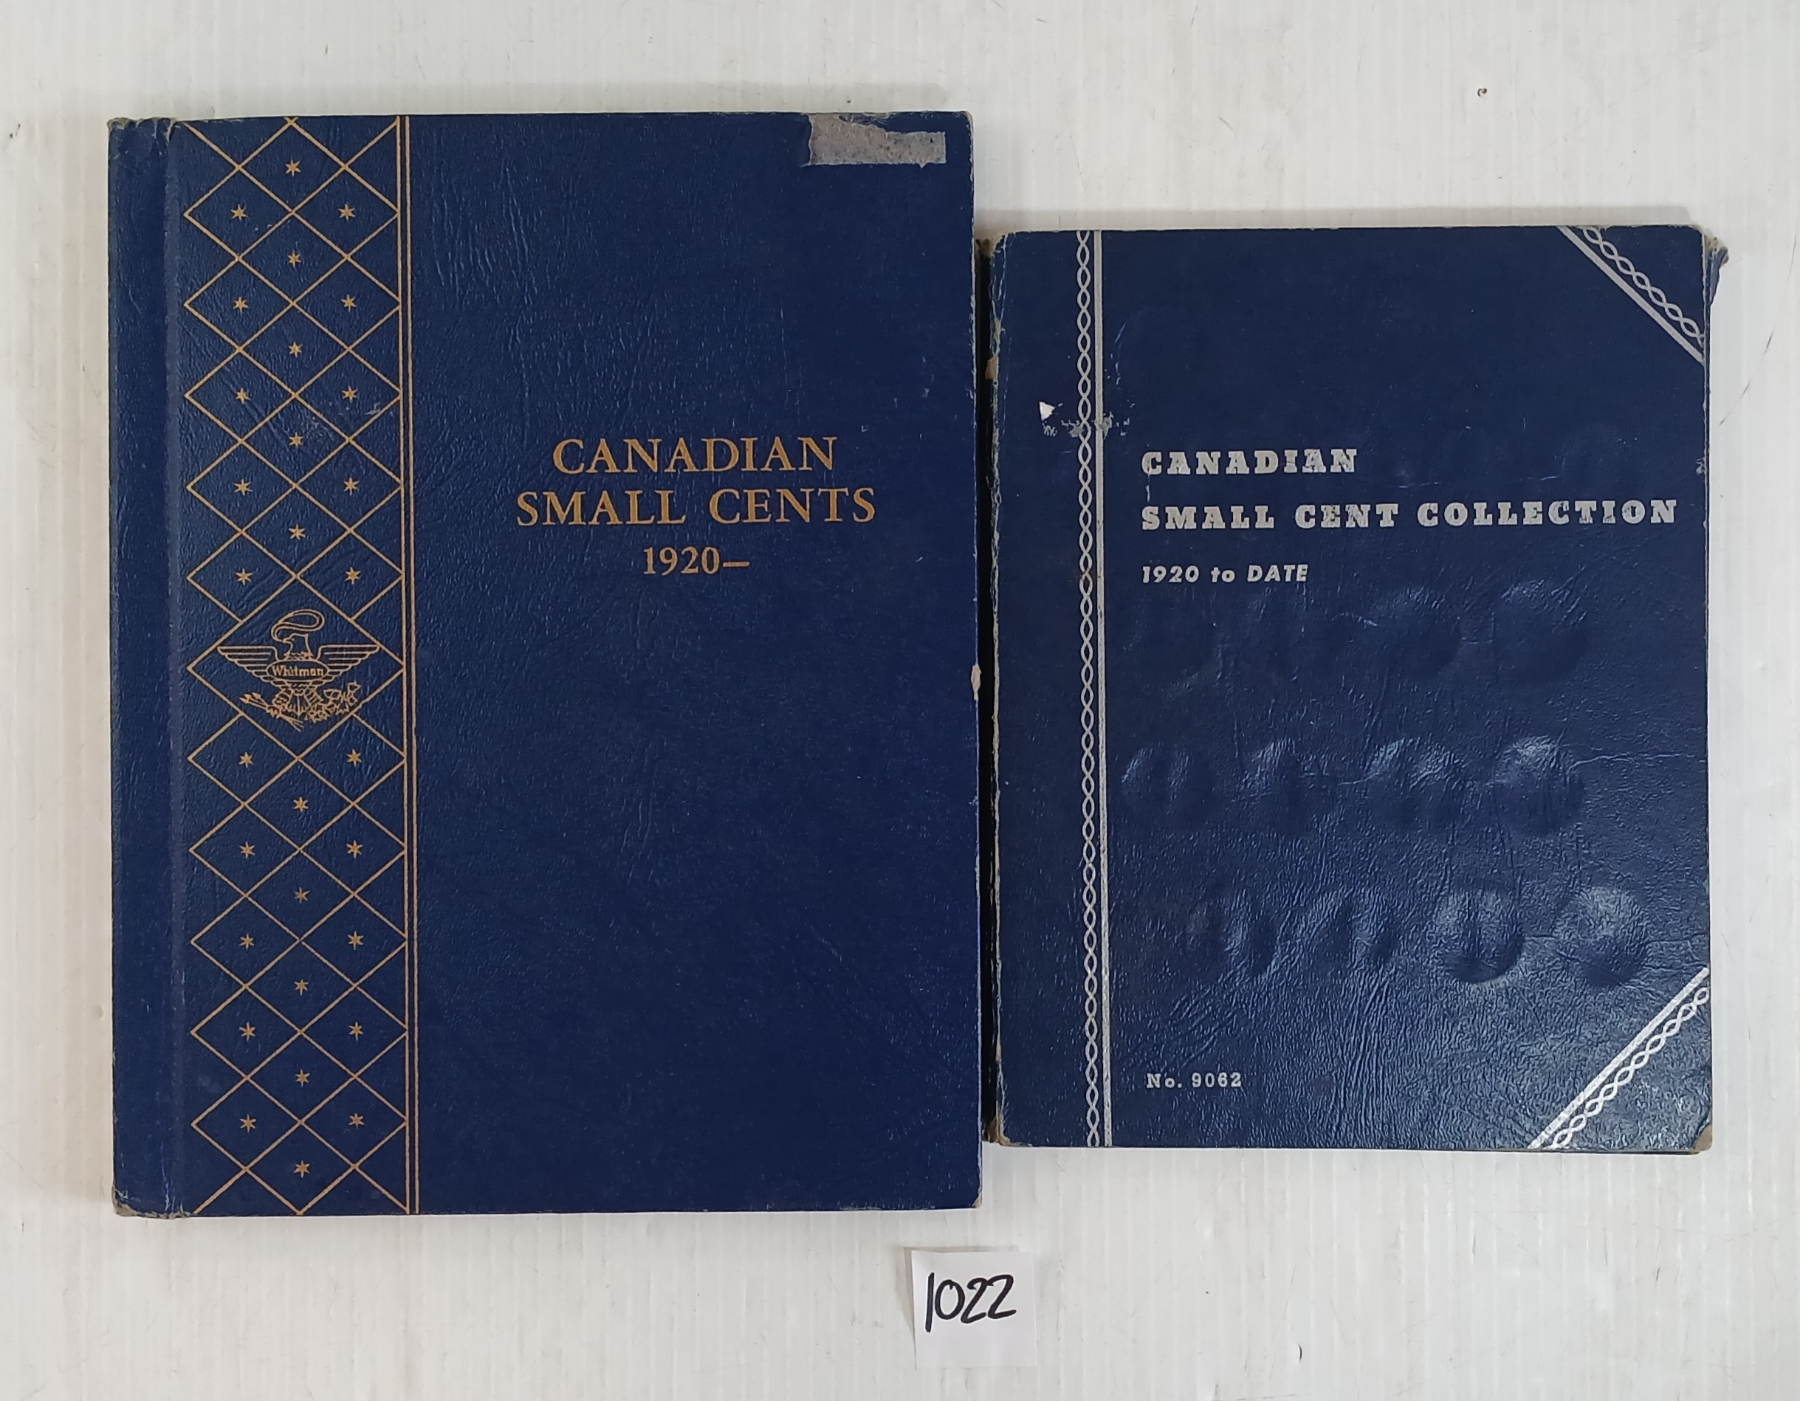 CANADIAN
SMALL CENTS
1920–
Whitman
CANADIAN
SMALL CENT COLLECTION
1920 to DATE
No. 9062
1022